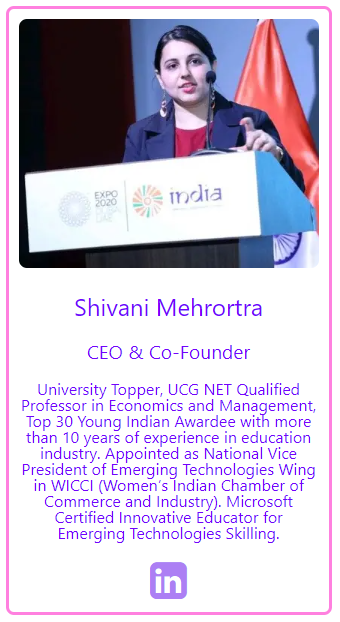 EXPO
2020
india
Shivani Mehrortra
CEO & Co-Founder
University Topper, UCG NET Qualified
Professor in Economics and Management,
Top 30 Young Indian Awardee with more
than 10 years of experience in education
industry. Appointed as National Vice
President of Emerging Technologies Wing
in WICCI (Women's Indian Chamber of
Commerce and Industry). Microsoft
Certified Innovative Educator for
Emerging Technologies Skilling.
in